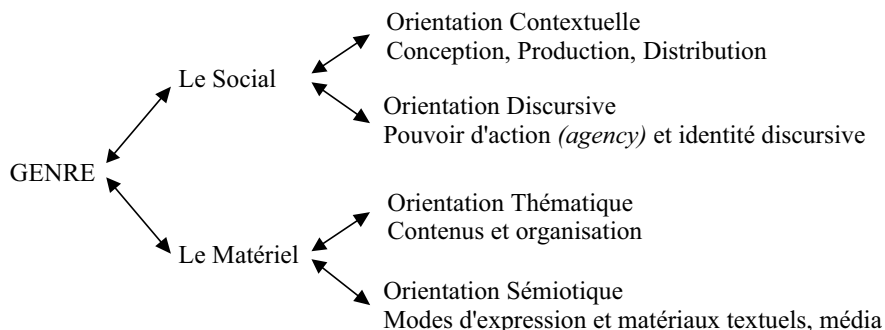 Orientation Contextuelle
Conception, Production, Distribution
Le Social
Orientation Discursive
Pouvoir d'action (agency) et identité discursive
GENRE
Orientation Thématique
Contenus et organisation
Le Matériel
Orientation Sémiotique
Modes d'expression et matériaux textuels, média